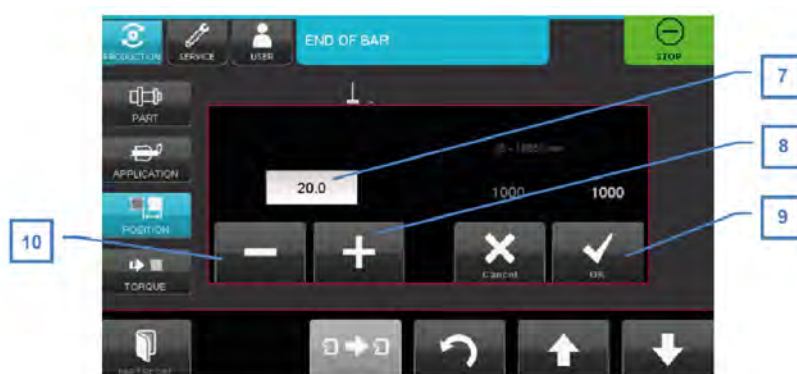 PRODUCTION SERVICE USER END OF BAR STOP
7
PART
8
APPLICATION
20.0 1000 1000
POSITION
9
10
Cancel OK
TORQUE